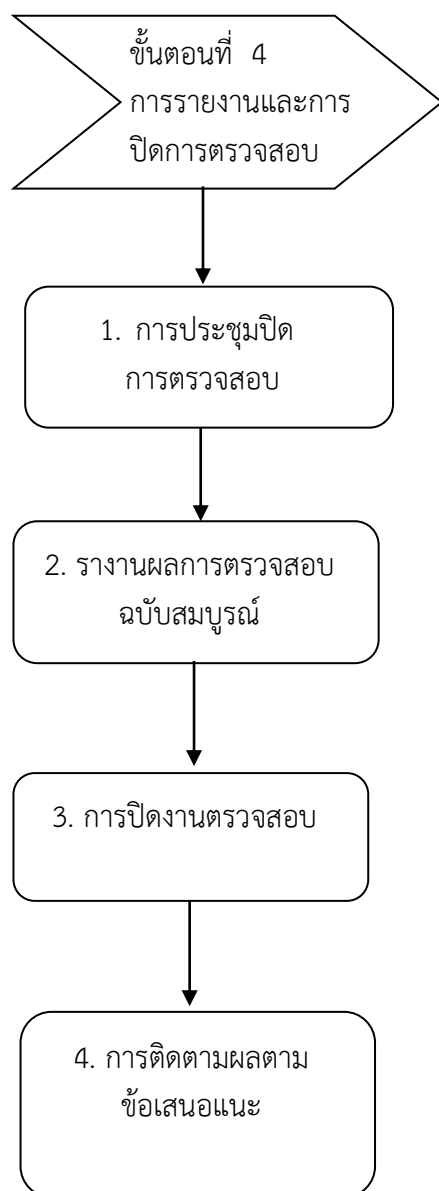 ขั้นตอนที่ 4
การรายงานและการ
ปิดการตรวจสอบ
1. การประชุมปิด
การตรวจสอบ
2. รางานผลการตรวจสอบ
ฉบับสมบูรณ์
3. การปิดงานตรวจสอบ
4. การติดตามผลตาม
ข้อเสนอแนะ